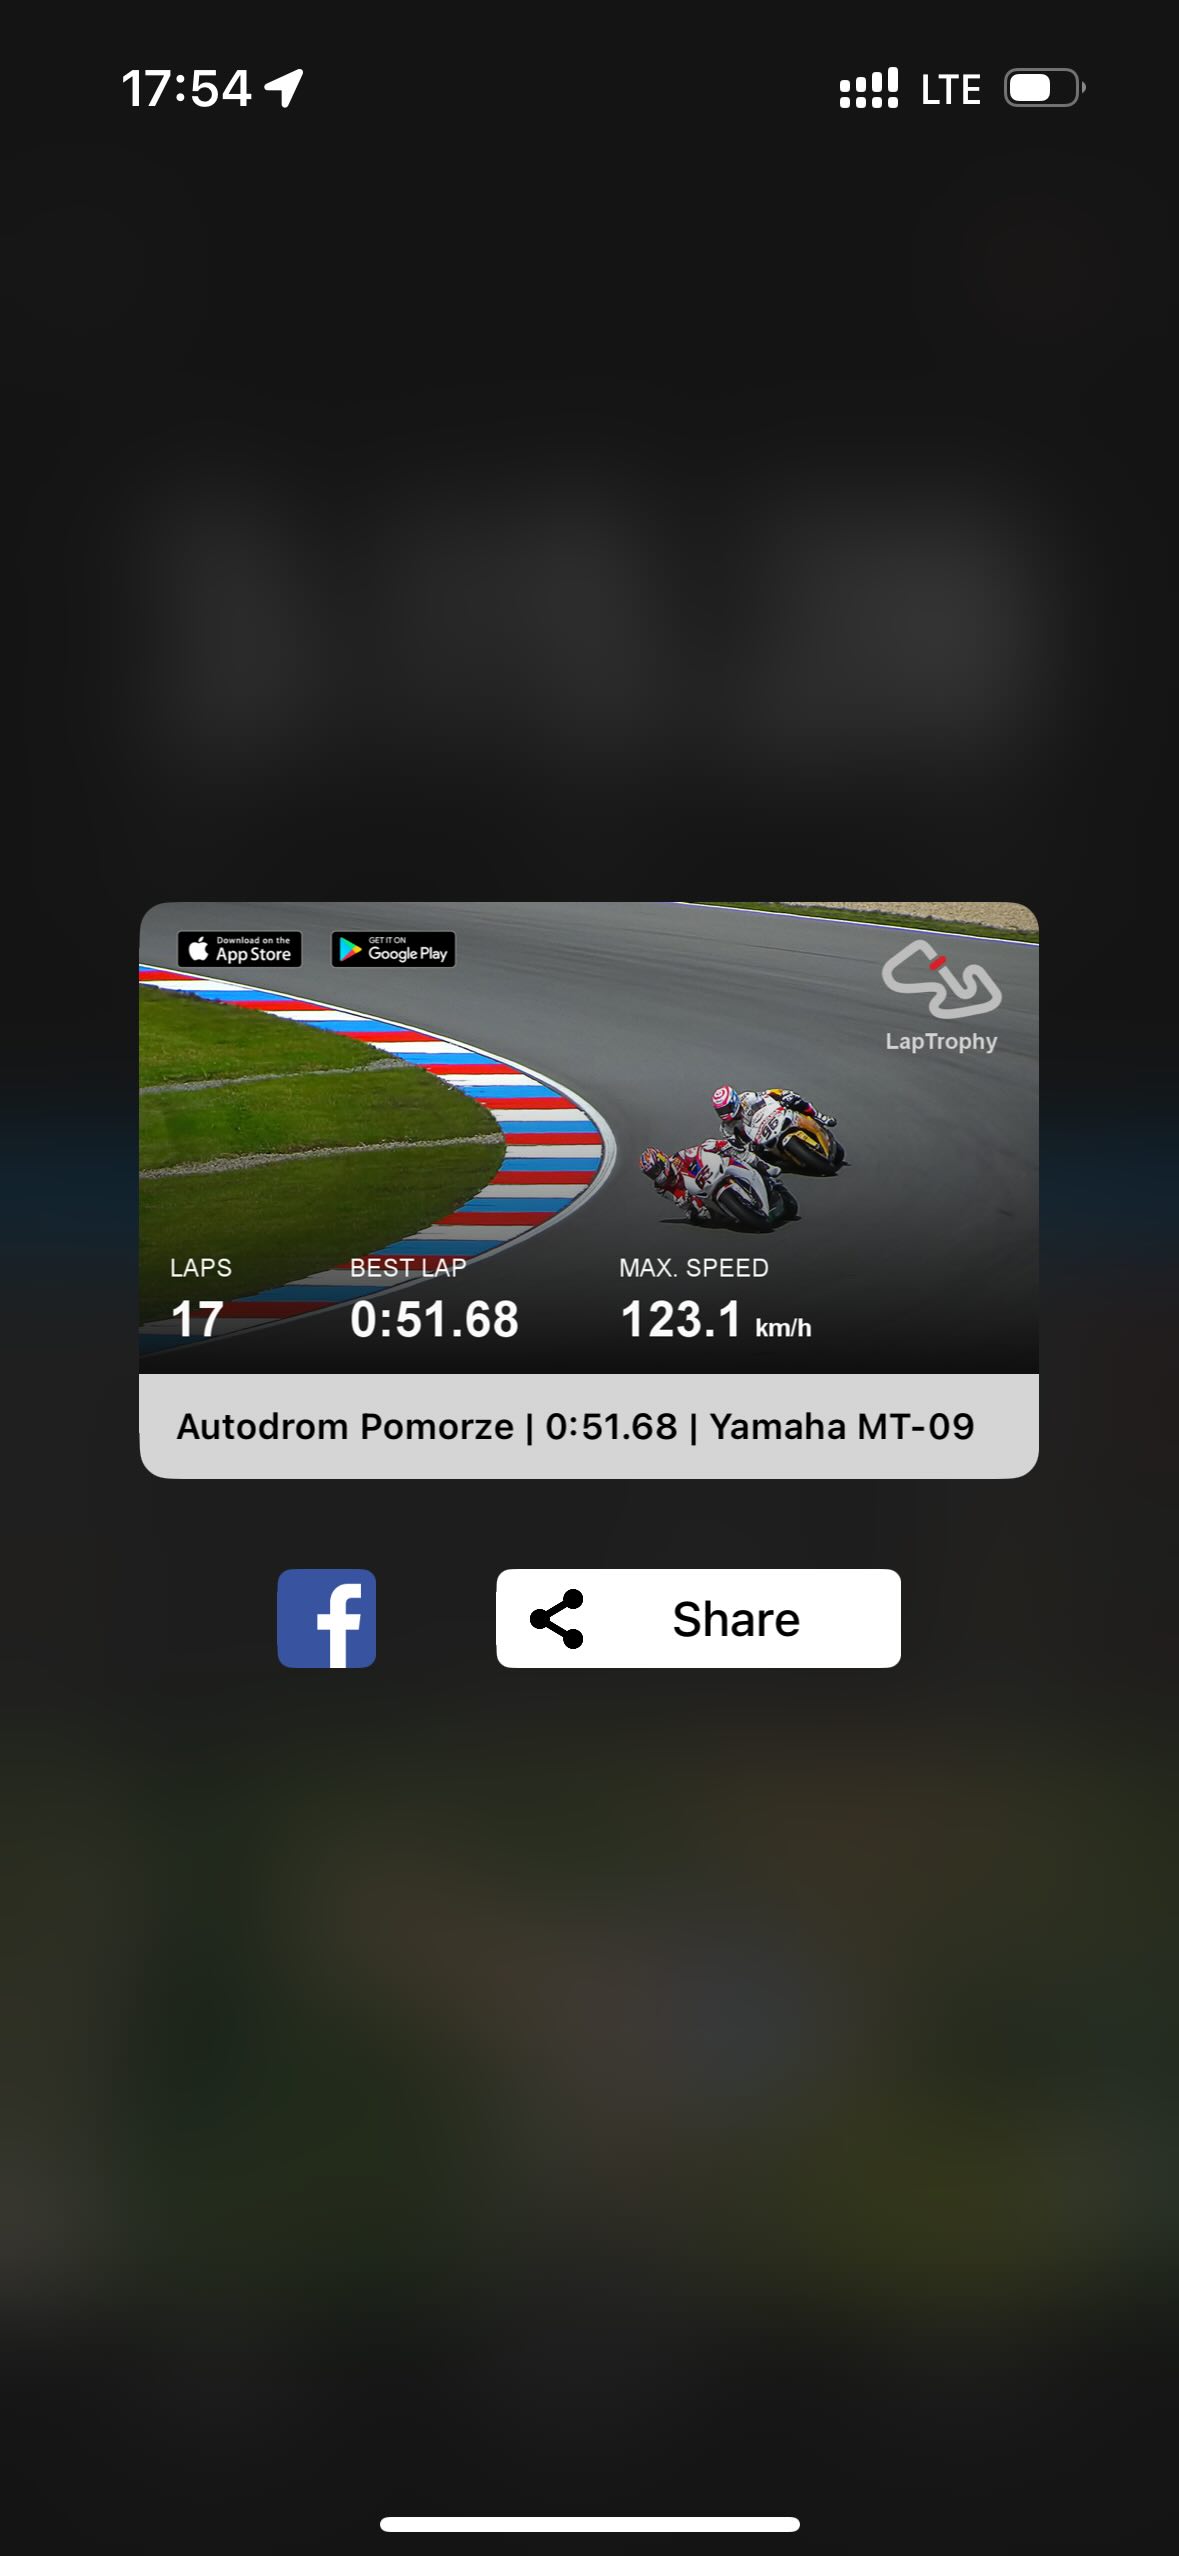 17:54 LTE
Download on the
App Store
GET IT ON
Google Play
LapTrophy
LAPS BEST LAP MAX. SPEED
17 0:51.68 123.1 km/h
Autodrom Pomorze | 0:51.68 | Yamaha MT-09
f Share